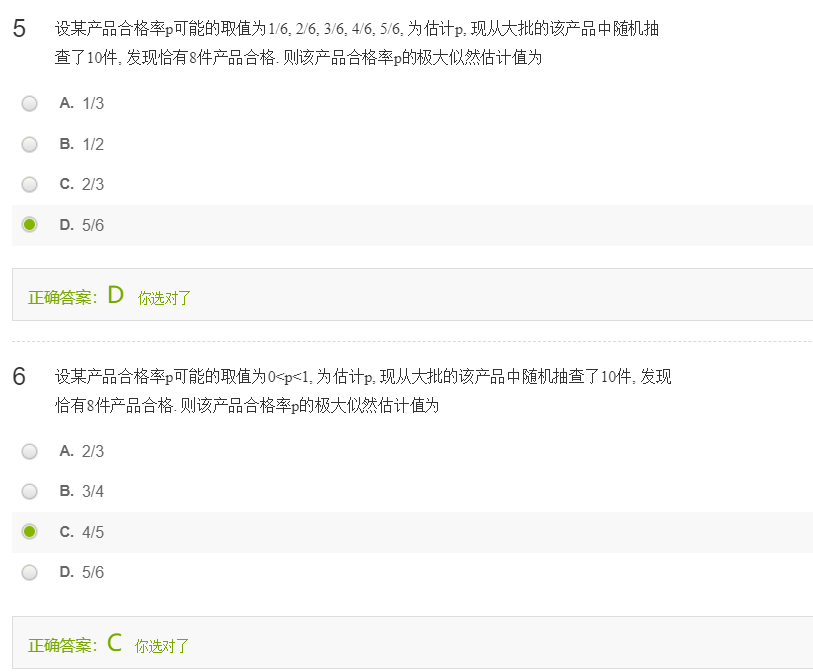 5 设某产品合格率p可能的取值为1/6, 2/6, 3/6, 4/6, 5/6, 为估计p, 现从大批的该产品中随机抽
查了10件, 发现恰有8件产品合格. 则该产品合格率p的极大似然估计值为
A. 1/3
B. 1/2
C. 2/3
D. 5/6
正确答案：D 你选对了
6 设某产品合格率p可能的取值为0<p<1, 为估计p, 现从大批的该产品中随机抽查了10件, 发现
恰有8件产品合格. 则该产品合格率p的极大似然估计值为
A. 2/3
B. 3/4
C. 4/5
D. 5/6
正确答案：C 你选对了